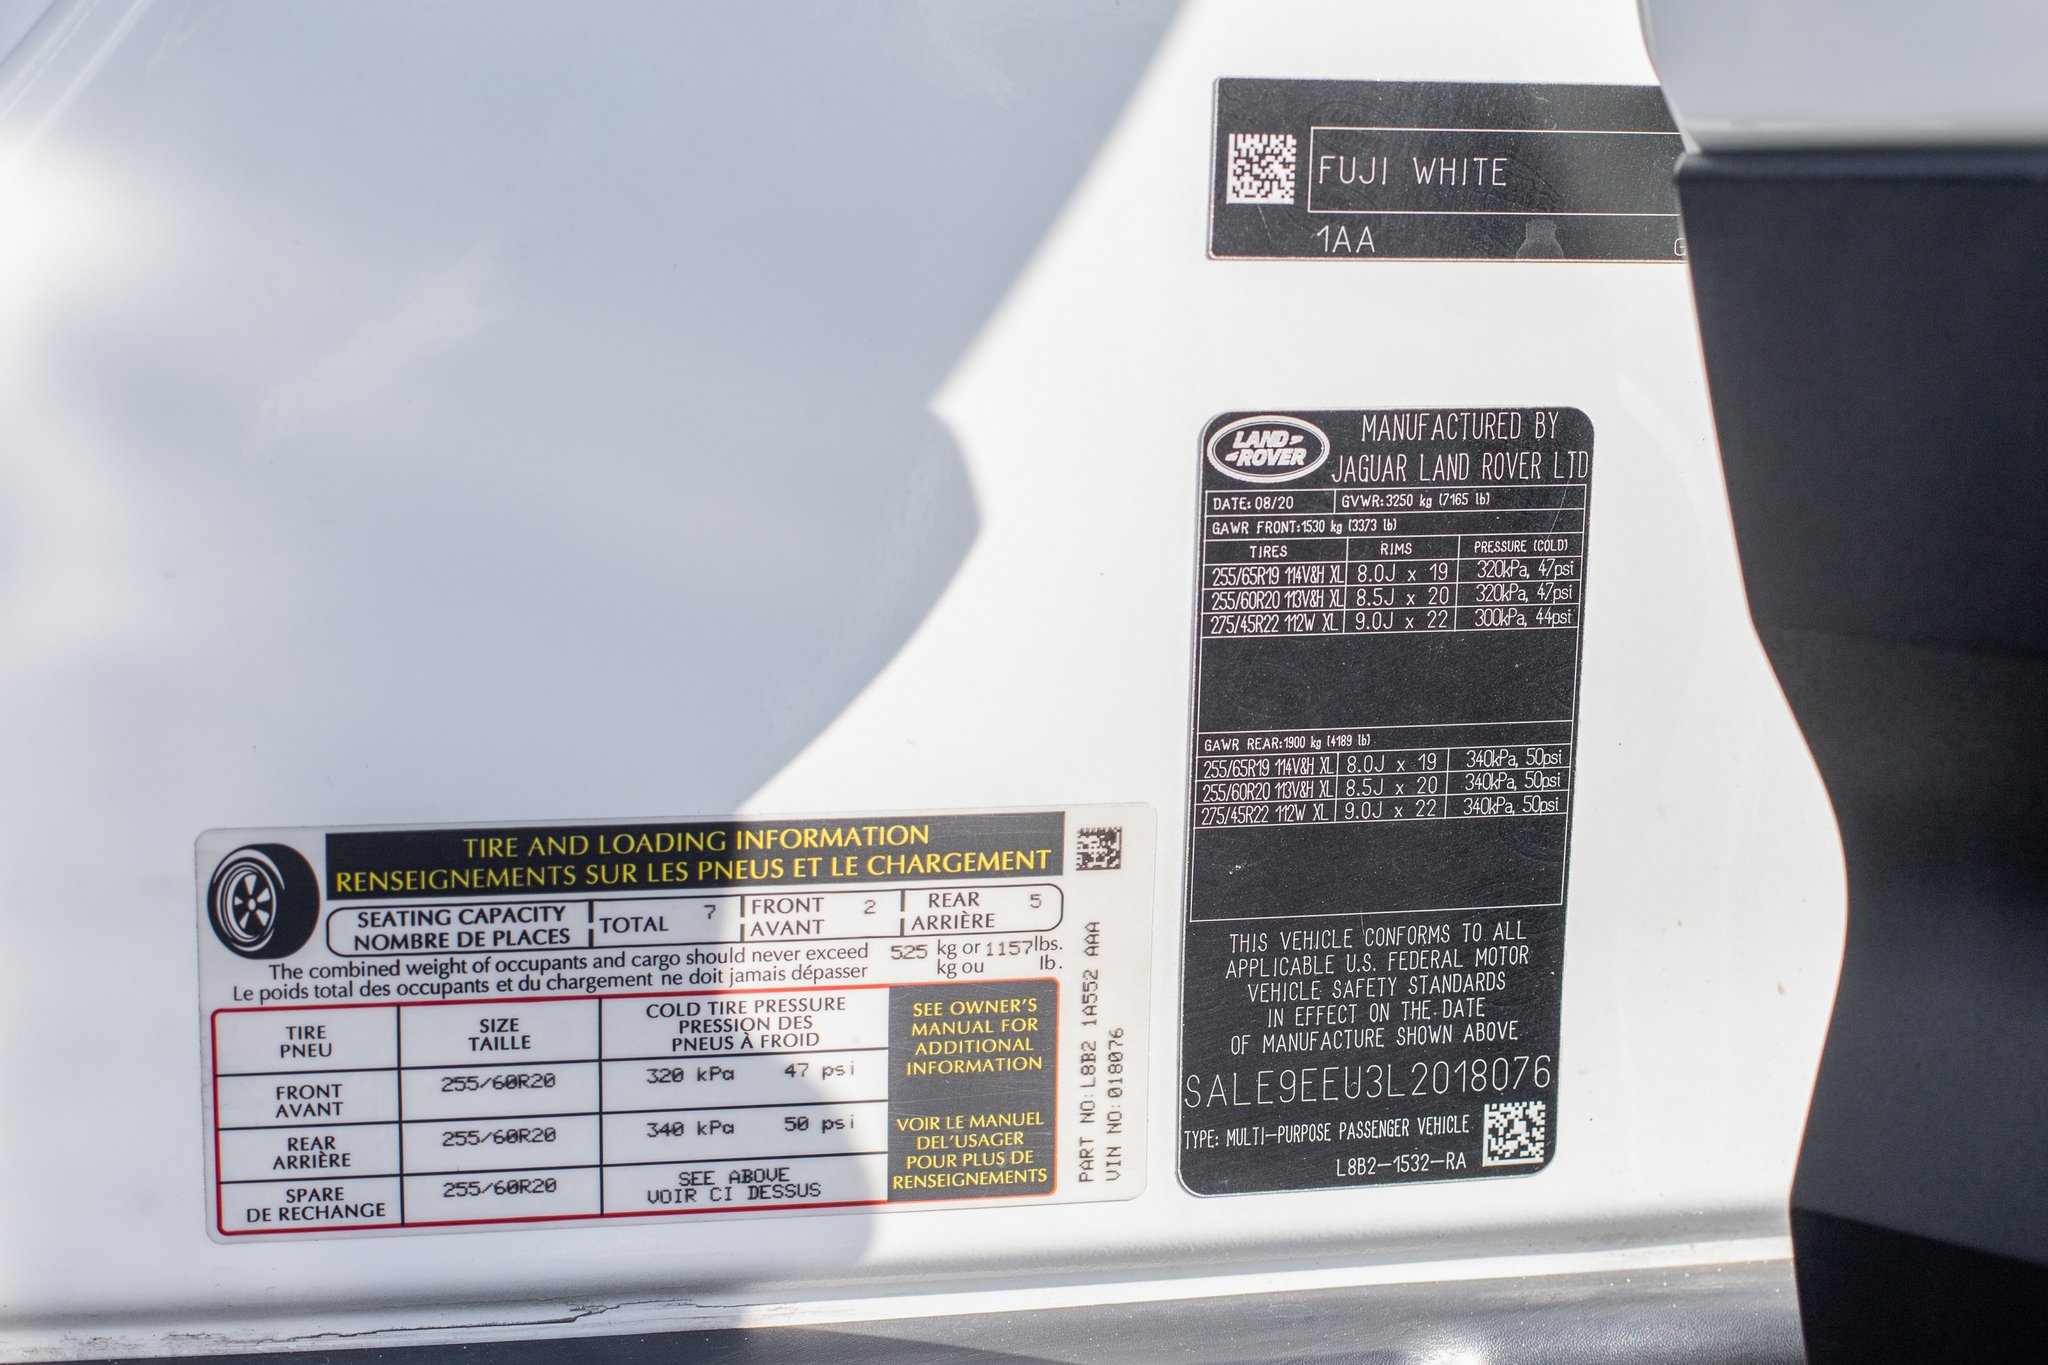 FUJI WHITE
1AA
G
LAND
ROVER
MANUFACTURED BY
JAGUAR LAND ROVER LTD
DATE: 08/20 GVWR: 3250 kg (7165 lb)
GAWR FRONT: 1530 kg (3373 lb)
TIRES RIMS PRESSURE (COLD)
255/65R19 114V&H XL 8.0J x 19 320kPa, 47psi
255/60R20 113V&H XL 8.5J x 20 320kPa, 47psi
275/45R22 112W XL 9.0J x 22 300kPa, 44psi
GAWR REAR: 1900 kg (4189 lb)
255/65R19 114V&H XL 8.0J x 19 340kPa, 50psi
255/60R20 113V&H XL 8.5J x 20 340kPa, 50psi
275/45R22 112W XL 9.0J x 22 340kPa, 50psi
THIS VEHICLE CONFORMS TO ALL
APPLICABLE U.S. FEDERAL MOTOR
VEHICLE SAFETY STANDARDS
IN EFFECT ON THE DATE
OF MANUFACTURE SHOWN ABOVE
SALE9EEU3L2018076
TYPE: MULTI-PURPOSE PASSENGER VEHICLE
L8B2-1532-RA
TIRE AND LOADING INFORMATION
RENSEIGNEMENTS SUR LES PNEUS ET LE CHARGEMENT
SEATING CAPACITY
NOMBRE DE PLACES
TOTAL 7
FRONT 2
AVANT
REAR 5
ARRIÈRE
The combined weight of occupants and cargo should never exceed 525 kg or 1157 lbs.
Le poids total des occupants et du chargement ne doit jamais dépasser kg ou lb.
TIRE
PNEU
SIZE
TAILLE
COLD TIRE PRESSURE
PRESSION DES
PNEUS À FROID
FRONT
AVANT
255/60R20
320 kPa 47 psi
REAR
ARRIÈRE
255/60R20
340 kPa 50 psi
SPARE
DE RECHANGE
255/60R20
SEE ABOVE
VOIR CI DESSUS
SEE OWNER'S
MANUAL FOR
ADDITIONAL
INFORMATION
VOIR LE MANUEL
DEL'USAGER
POUR PLUS DE
RENSEIGNEMENTS
PART NO: L8B2 1A552 AAA
VIN NO: 018076